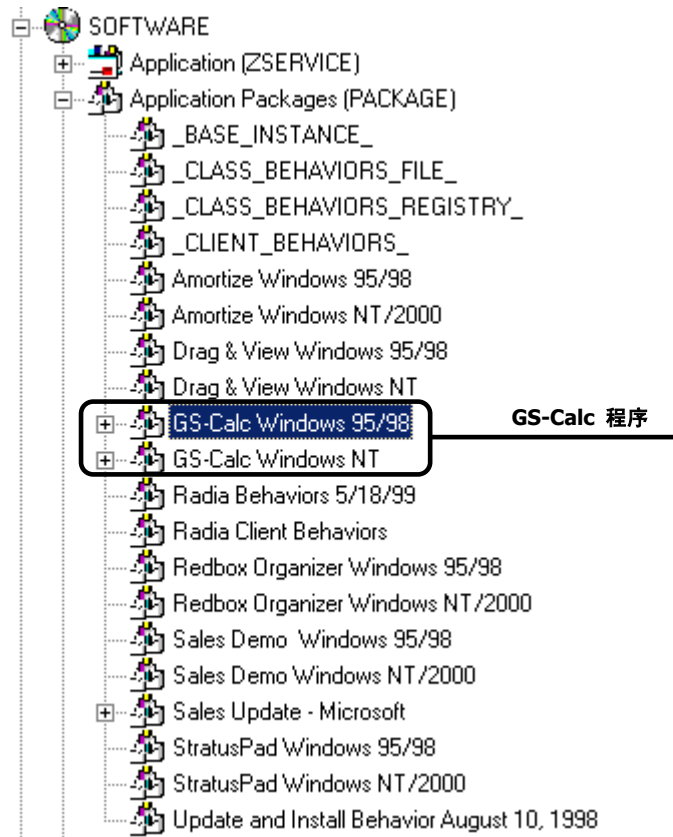 SOFTWARE
Application (ZSERVICE)
Application Packages (PACKAGE)
_BASE_INSTANCE_
_CLASS_BEHAVIORS_FILE_
_CLASS_BEHAVIORS_REGISTRY_
_CLIENT_BEHAVIORS_
Amortize Windows 95/98
Amortize Windows NT/2000
Drag & View Windows 95/98
Drag & View Windows NT
GS-Calc Windows 95/98
GS-Calc 程序
GS-Calc Windows NT
Radia Behaviors 5/18/99
Radia Client Behaviors
Redbox Organizer Windows 95/98
Redbox Organizer Windows NT/2000
Sales Demo  Windows 95/98
Sales Demo Windows NT/2000
Sales Update - Microsoft
StratusPad Windows 95/98
StratusPad Windows NT/2000
Update and Install Behavior August 10, 1998